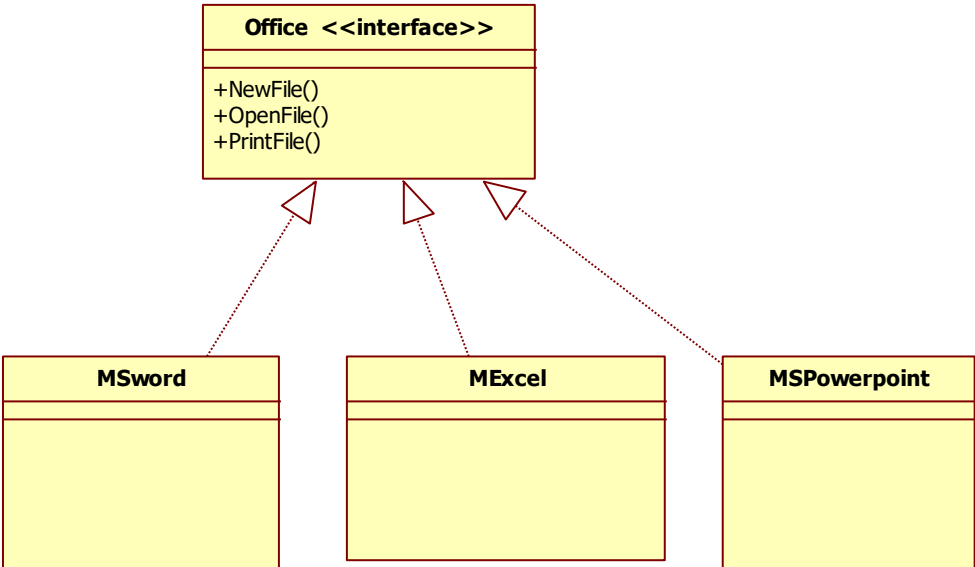 Office <<interface>>
+NewFile()
+OpenFile()
+PrintFile()
MSword
MExcel
MSPowerpoint